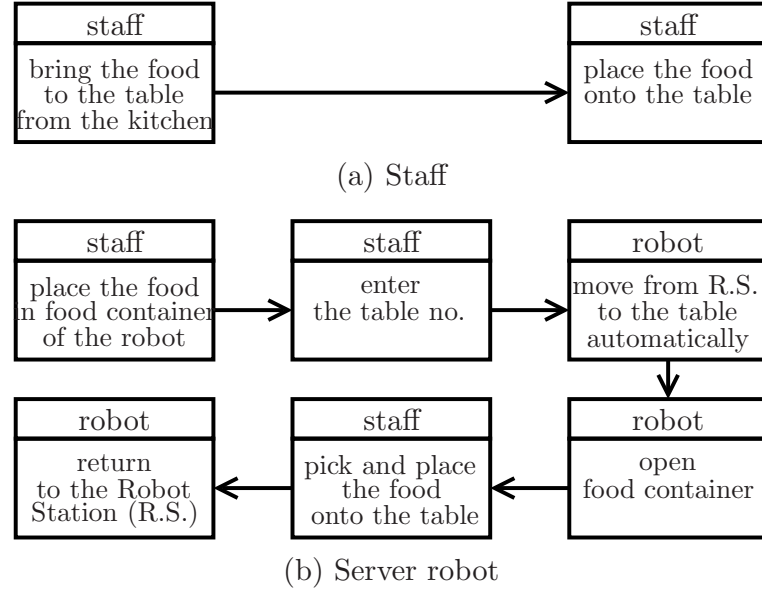 staff
bring the food
to the table
from the kitchen
staff
place the food
onto the table
(a) Staff
staff
place the food
in food container
of the robot
staff
enter
the table no.
robot
move from R.S.
to the table
automatically
robot
return
to the Robot
Station (R.S.)
staff
pick and place
the food
onto the table
robot
open
food container
(b) Server robot